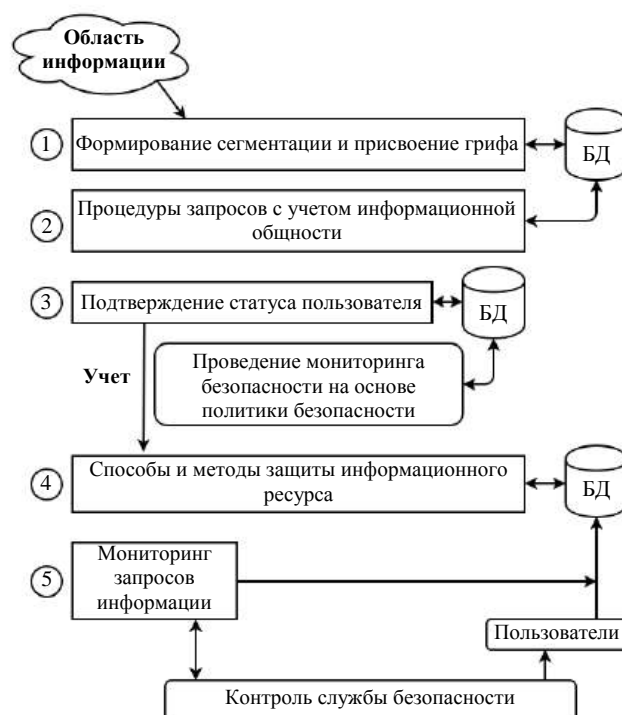 Область
информации
1
Формирование сегментации и присвоение грифа
БД
2
Процедуры запросов с учетом информационной
общности
3
Подтверждение статуса пользователя
БД
Учет
Проведение мониторинга
безопасности на основе
политики безопасности
4
Способы и методы защиты информационного
ресурса
БД
5
Мониторинг
запросов
информации
Пользователи
Контроль службы безопасности